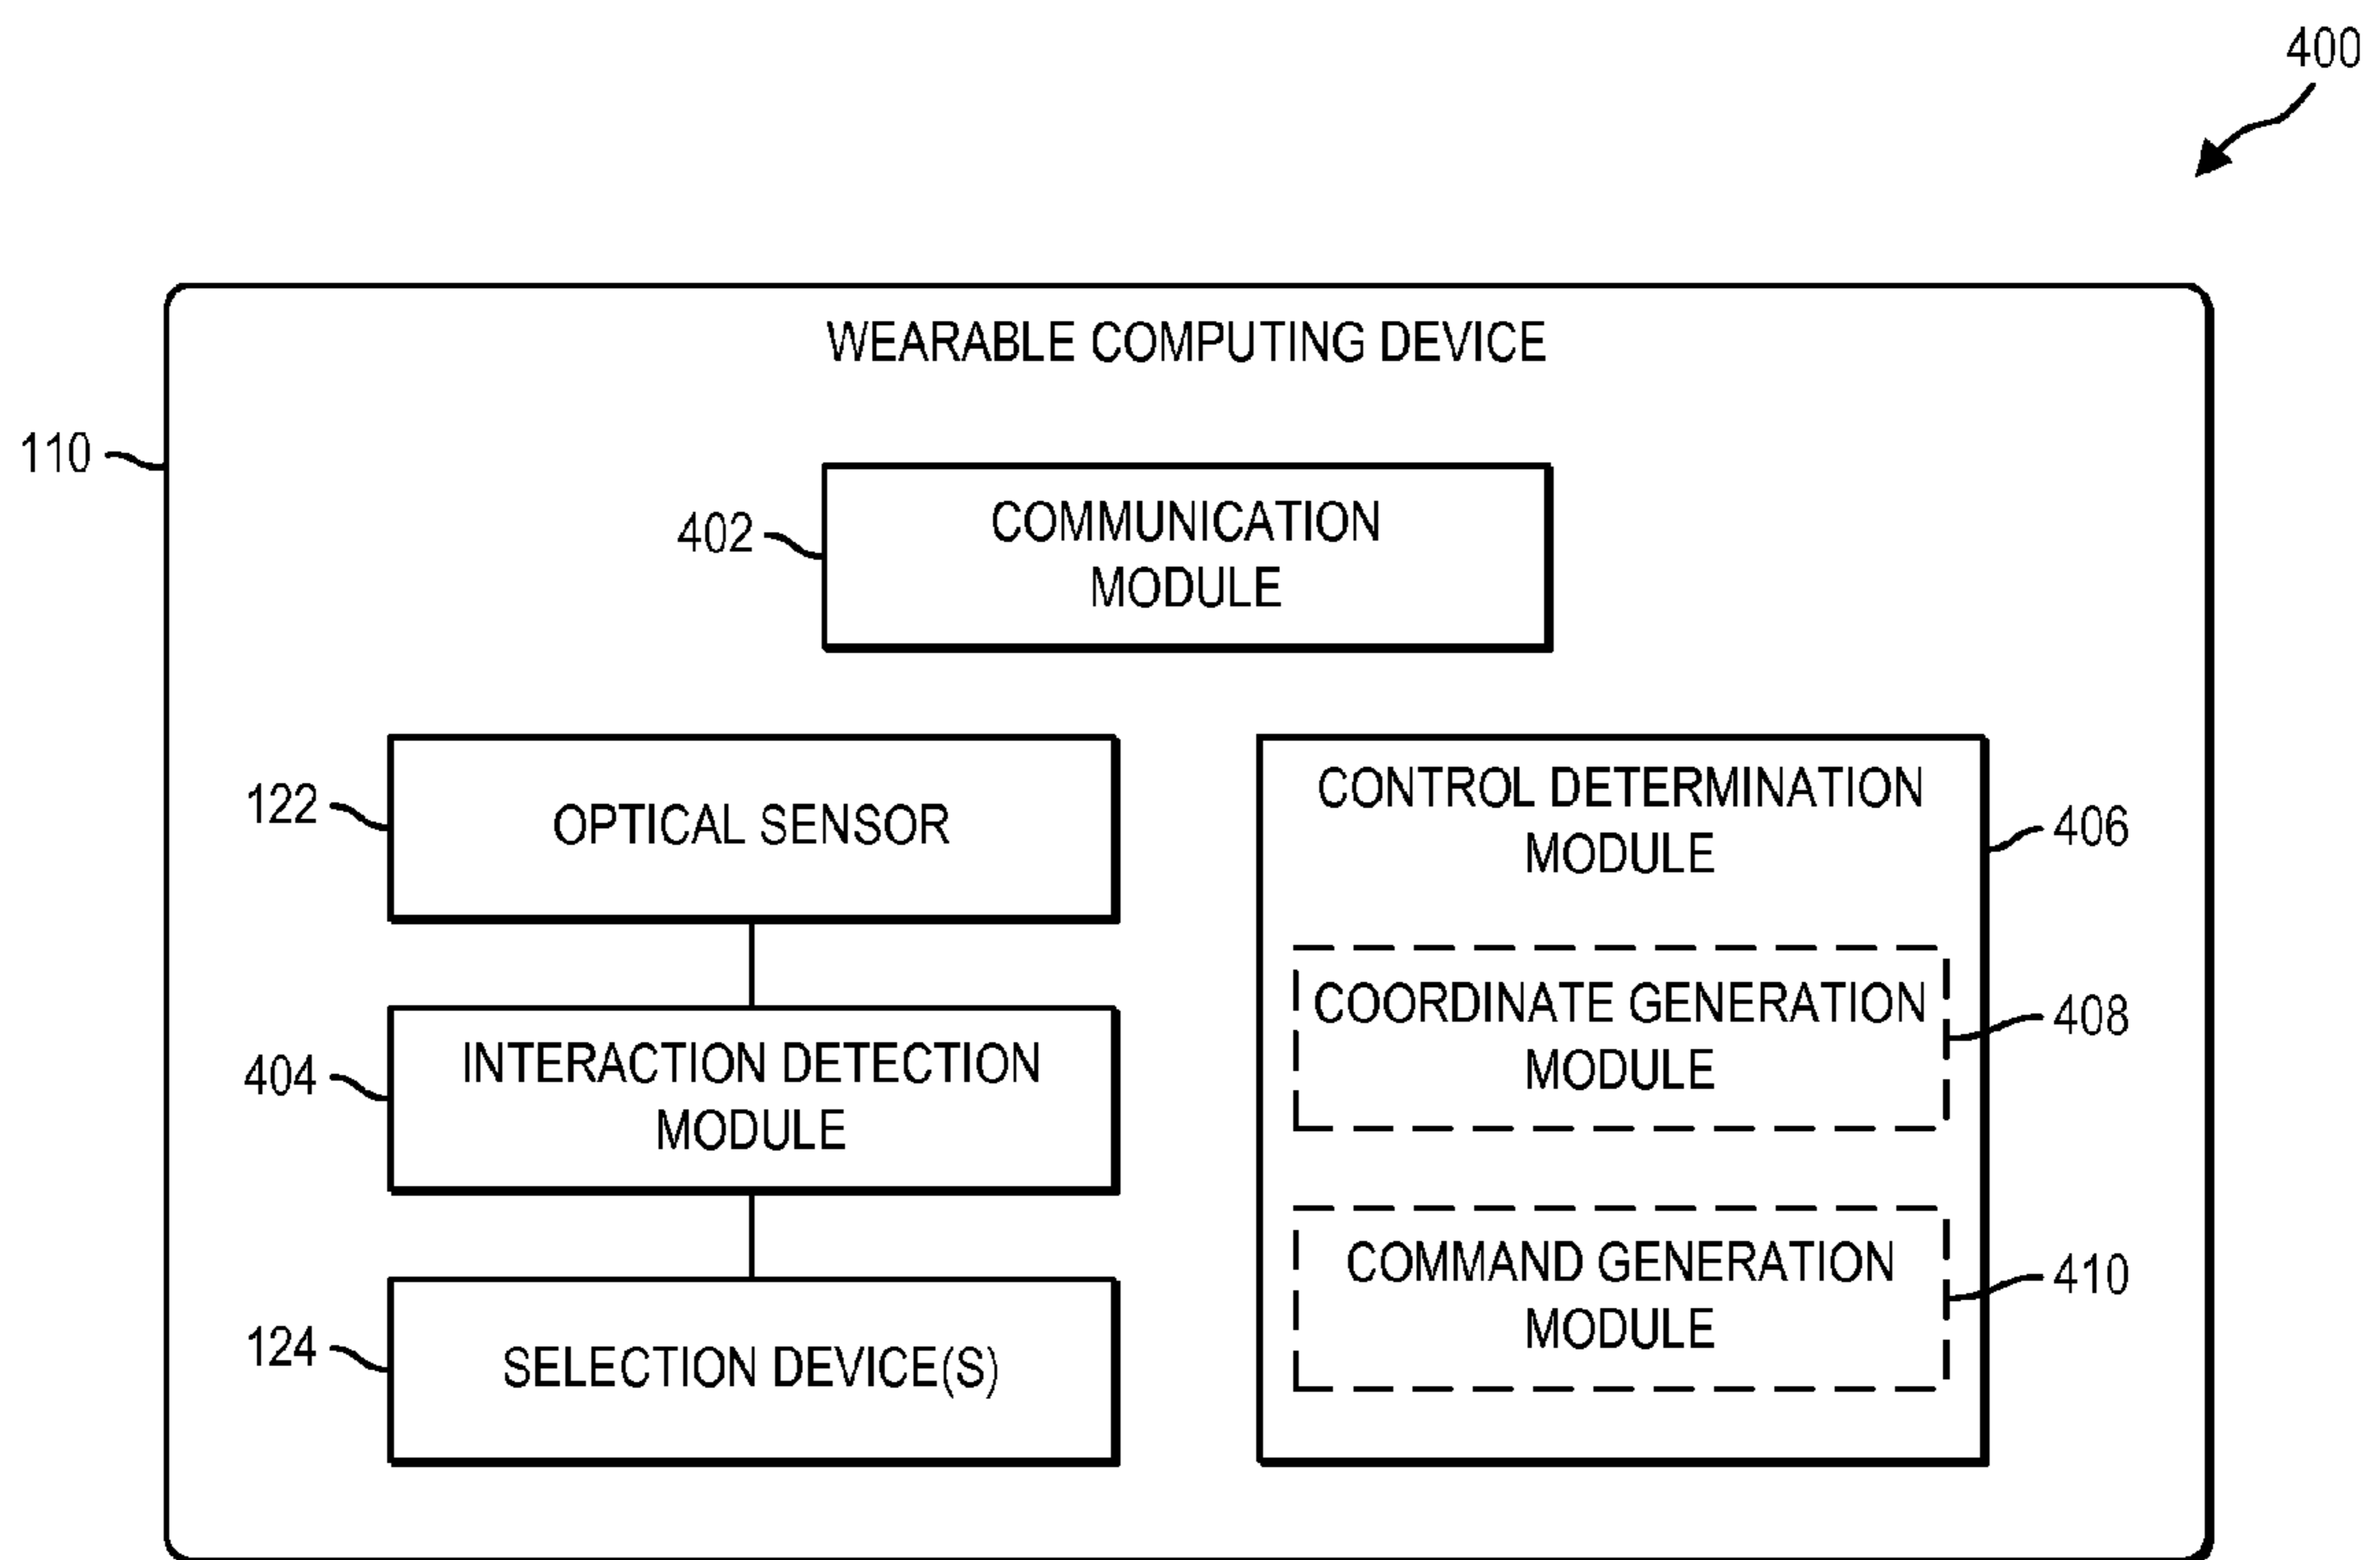 400
WEARABLE COMPUTING DEVICE
110
402
COMMUNICATION
MODULE
122
OPTICAL SENSOR
404
INTERACTION DETECTION
MODULE
124
SELECTION DEVICE(S)
CONTROL DETERMINATION
MODULE
406
COORDINATE GENERATION
MODULE
408
COMMAND GENERATION
MODULE
410